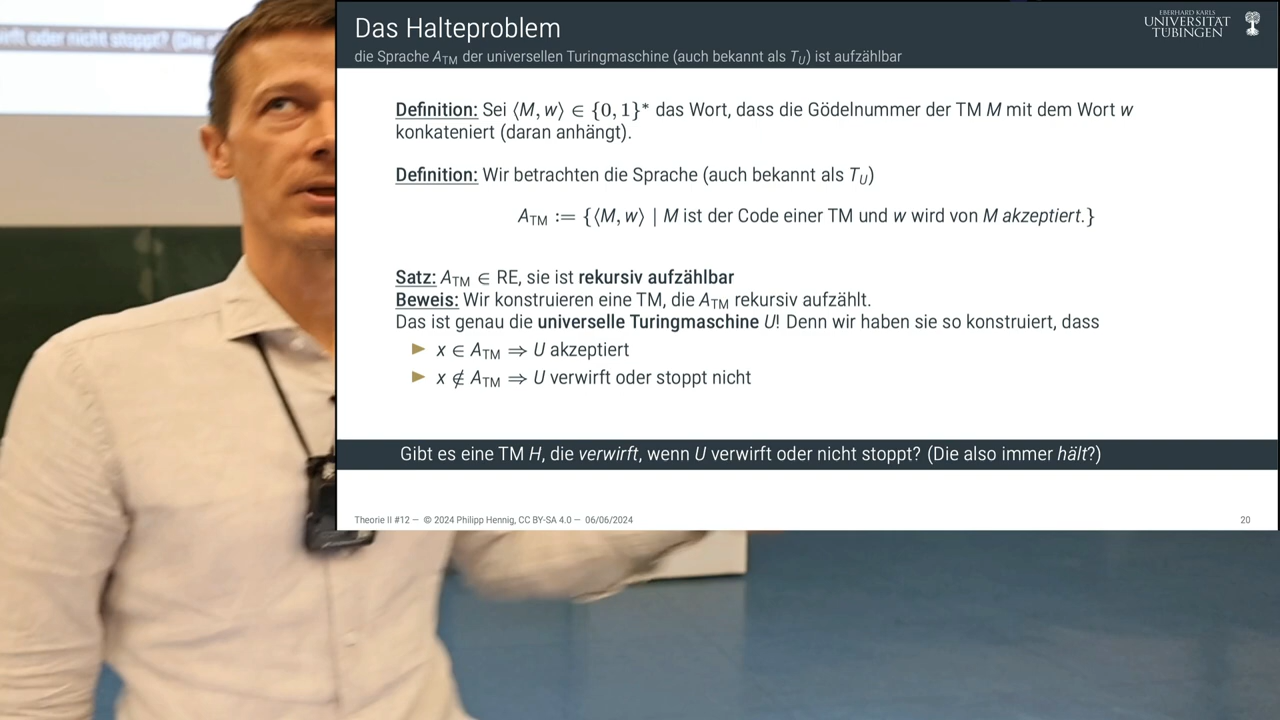 irft oder nicht stoppt? (Die a
Das Halteproblem
die Sprache A_TM der universellen Turingmaschine (auch bekannt als T_U) ist aufzählbar
EBERHARD KARLS
UNIVERSITÄT
TÜBINGEN
Definition: Sei ⟨M, w⟩ ∈ {0, 1}* das Wort, dass die Gödelnummer der TM M mit dem Wort w
konkateniert (daran anhängt).
Definition: Wir betrachten die Sprache (auch bekannt als T_U)
A_TM := {⟨M, w⟩ | M ist der Code einer TM und w wird von M akzeptiert.}
Satz: A_TM ∈ RE, sie ist rekursiv aufzählbar
Beweis: Wir konstruieren eine TM, die A_TM rekursiv aufzählt.
Das ist genau die universelle Turingmaschine U! Denn wir haben sie so konstruiert, dass
▶ x ∈ A_TM ⇒ U akzeptiert
▶ x ∉ A_TM ⇒ U verwirft oder stoppt nicht
Gibt es eine TM H, die verwirft, wenn U verwirft oder nicht stoppt? (Die also immer hält?)
Theorie II #12 — © 2024 Philipp Hennig, CC BY-SA 4.0 — 06/06/2024
20